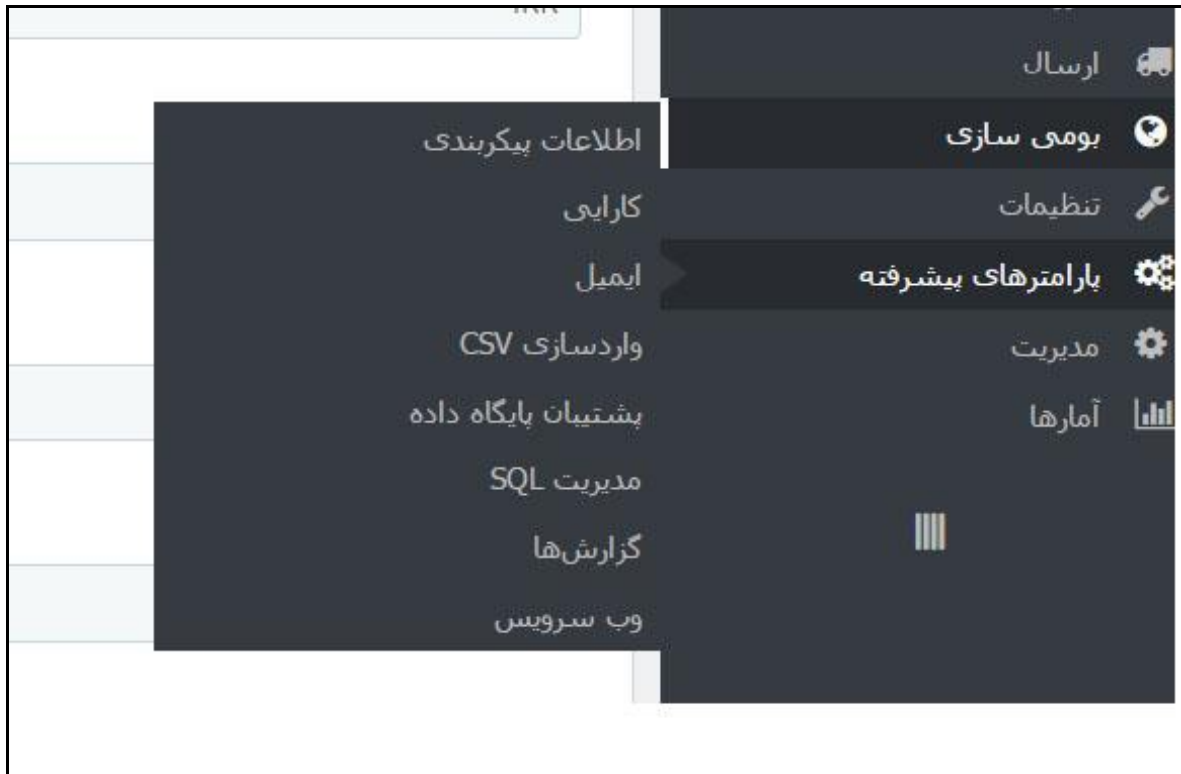 ارسال
بومی سازی
تنظیمات
پارامترهای پیشرفته
مدیریت
آمارها
اطلاعات پیکربندی
کارایی
ایمیل
واردسازی CSV
پشتیبان پایگاه داده
مدیریت SQL
گزارش‌ها
وب سرویس